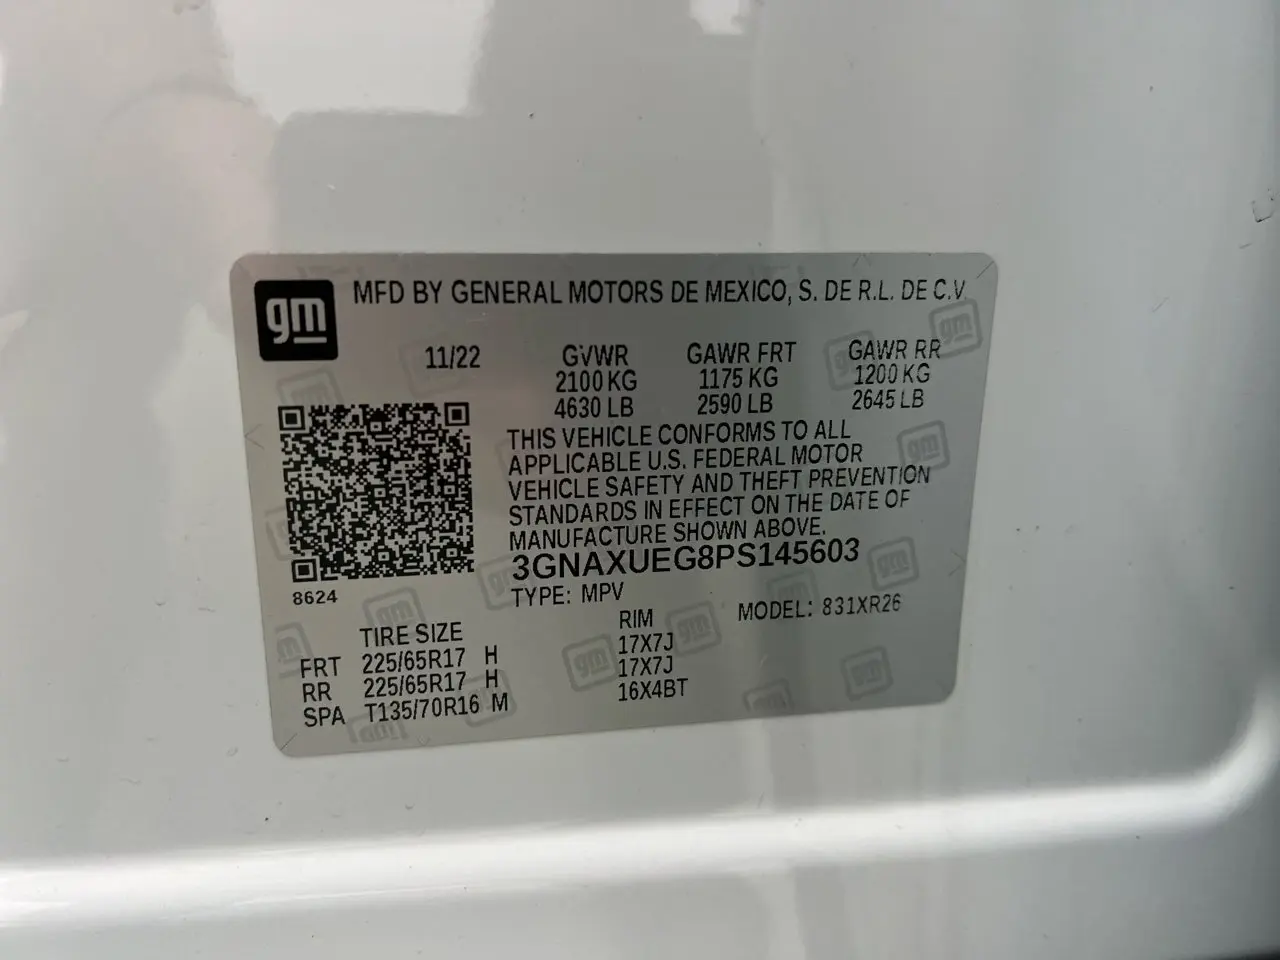 gm MFD BY GENERAL MOTORS DE MEXICO, S. DE R.L. DE C.V.
11/22 GVWR GAWR FRT GAWR RR
2100 KG 1175 KG 1200 KG
4630 LB 2590 LB 2645 LB
THIS VEHICLE CONFORMS TO ALL
APPLICABLE U.S. FEDERAL MOTOR
VEHICLE SAFETY AND THEFT PREVENTION
STANDARDS IN EFFECT ON THE DATE OF
MANUFACTURE SHOWN ABOVE.
3GNAXUEG8PS145603
8624 TYPE: MPV MODEL: 831XR26
TIRE SIZE RIM
FRT 225/65R17 H 17X7J
RR 225/65R17 H 17X7J
SPA T135/70R16 M 16X4BT